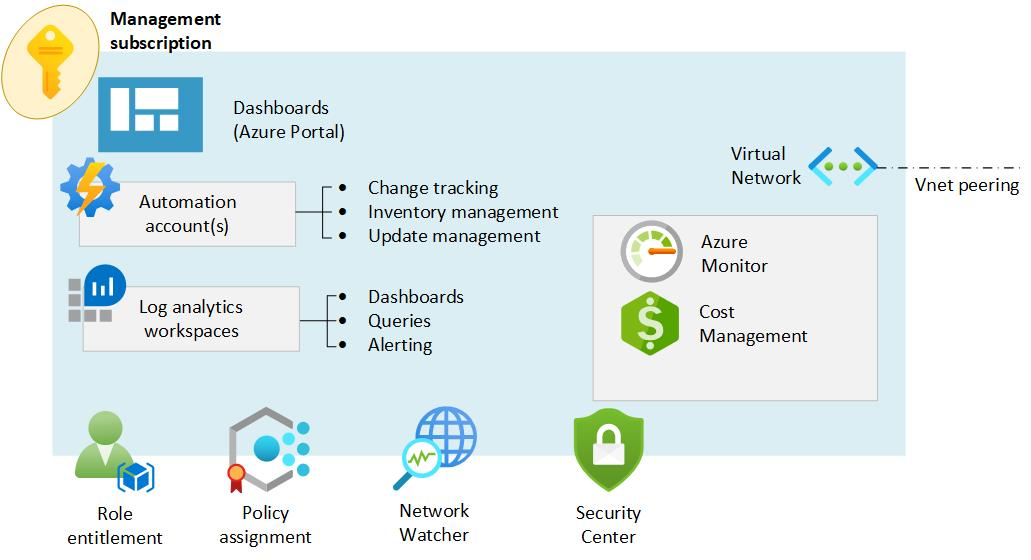 Management
subscription
Dashboards
(Azure Portal)
Virtual
Network
Vnet peering
Automation
account(s)
• Change tracking
• Inventory management
• Update management
Azure
Monitor
Log analytics
workspaces
• Dashboards
• Queries
• Alerting
$
Cost
Management
Role
entitlement
Policy
assignment
Network
Watcher
Security
Center